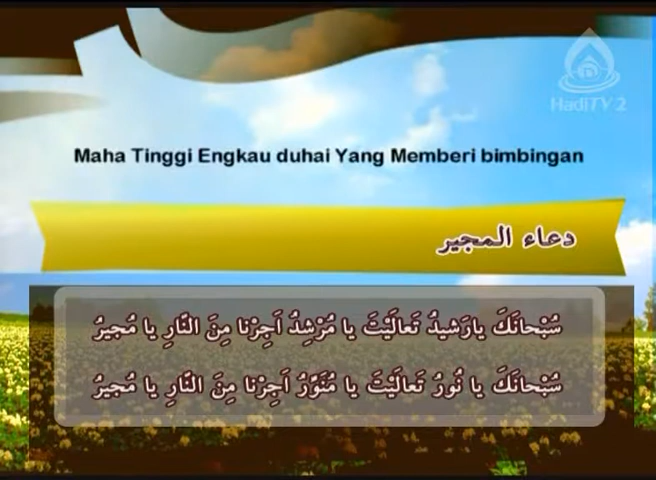 HadiTV 2
Maha Tinggi Engkau duhai Yang Memberi bimbingan
دعاء المجير
سُبْحانَكَ يارَشيدُ تَعالَيْتَ يا مُرْشِدُ اَجِرْنا مِنَ النّارِ يا مُجيرُ
سُبْحانَكَ يا نُورُ تَعالَيْتَ يا مُنَوِّرُ اَجِرْنا مِنَ النّارِ يا مُجيرُ